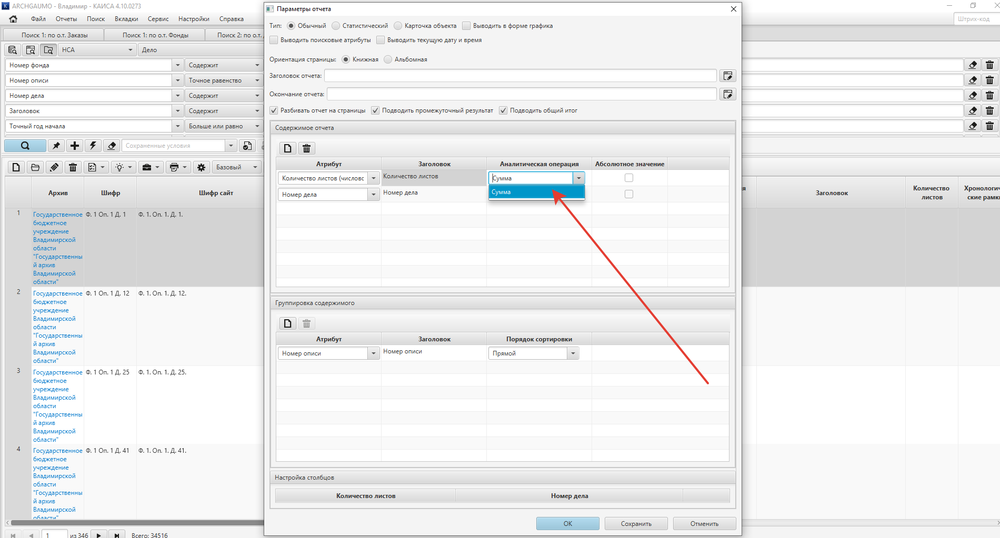 ARCHGAUMO - Владимир - КАИСА 4.10.0273
Файл Отчеты Поиск Вкладки Сервис Настройки Справка
Штрих-код
Поиск 1: по о.т. Заказы Поиск 1: по о.т. Фонды Поиск 2: по о.т.
НСА Дело
Номер фонда Содержит
Номер описи Точное равенство
Номер дела Содержит
Заголовок Содержит
Точный год начала Больше или равно
Сохраненные условия
Базовый
Архив Шифр Шифр сайт
Заголовок Количество листов Хронологичес-
ские рамки
1
Государственное
бюджетное
учреждение
Владимирской
области
"Государственны
й архив
Владимирской
области"
Ф. 1 Оп. 1 Д. 1 Ф. 1. Оп. 1. Д. 1.
2
Государственное
бюджетное
учреждение
Владимирской
области
"Государственны
й архив
Владимирской
области"
Ф. 1 Оп. 1 Д. 12 Ф. 1. Оп. 1. Д. 12.
3
Государственное
бюджетное
учреждение
Владимирской
области
"Государственны
й архив
Владимирской
области"
Ф. 1 Оп. 1 Д. 25 Ф. 1. Оп. 1. Д. 25.
4
Государственное
бюджетное
учреждение
Владимирской
области
"Государственны
й архив
Владимирской
области"
Ф. 1 Оп. 1 Д. 41 Ф. 1. Оп. 1. Д. 41.
1 из 346 Всего: 34516
Параметры отчета
Тип: Обычный Статистический Карточка объекта Выводить в форме графика
Выводить поисковые атрибуты Выводить текущую дату и время
Ориентация страницы: Книжная Альбомная
Заголовок отчета:
Окончание отчета:
Разбивать отчет на страницы Подводить промежуточный результат Подводить общий итог
Содержимое отчета
Атрибут Заголовок Аналитическая операция Абсолютное значение
Количество листов (числовс Количество листов Сумма
Сумма
Номер дела Номер дела
Группировка содержимого
Атрибут Заголовок Порядок сортировки
Номер описи Номер описи Прямой
Настройка столбцов
Количество листов Номер дела
ОК Сохранить Отменить